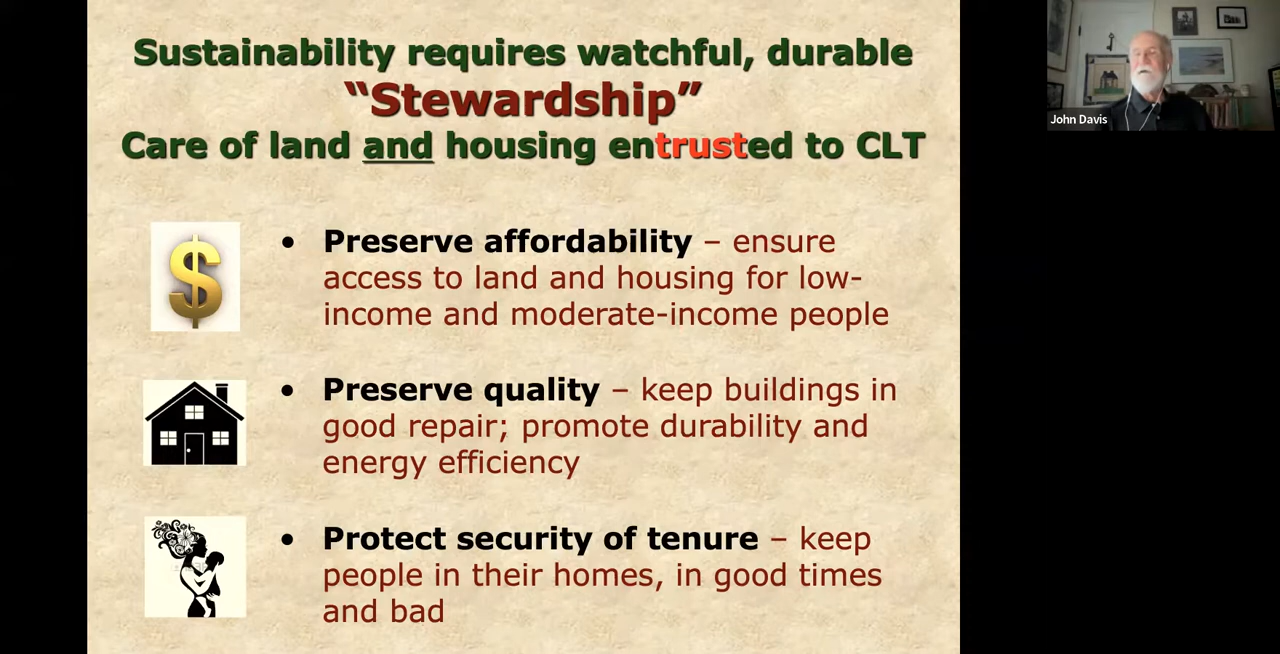 Sustainability requires watchful, durable
“Stewardship”
Care of land and housing entrusted to CLT
• Preserve affordability – ensure
access to land and housing for low-
income and moderate-income people
• Preserve quality – keep buildings in
good repair; promote durability and
energy efficiency
• Protect security of tenure – keep
people in their homes, in good times
and bad
John Davis